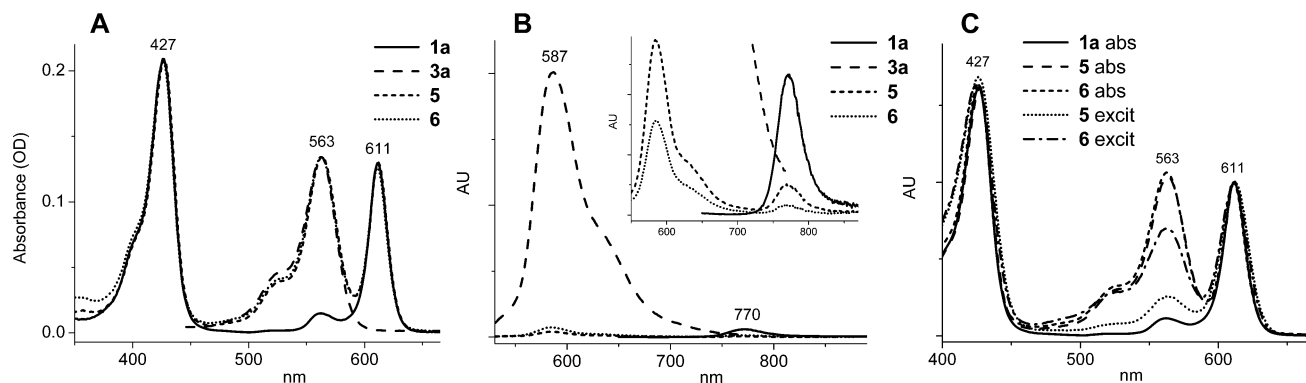 A
427
1a
3a
5
6
563
611
0.2
0.1
0.0
Absorbance (OD)
400
500
600
nm
B
587
1a
3a
5
6
AU
600
700
800
770
AU
600
700
800
nm
C
1a abs
5 abs
6 abs
5 excit
6 excit
427
563
611
AU
400
500
600
nm